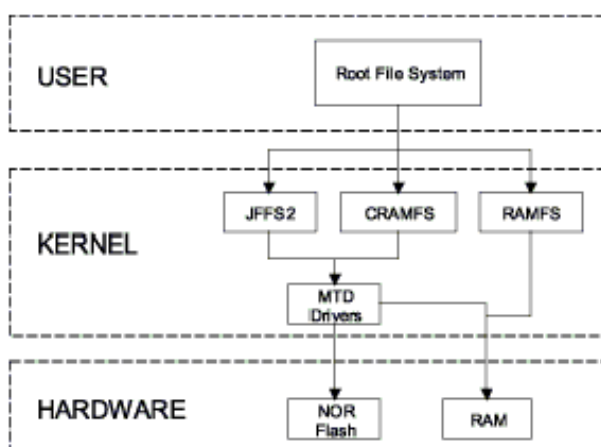 USER
Root File System
JFFS2
CRAMFS
RAMFS
KERNEL
MTD
Drivers
HARDWARE
NOR
Flash
RAM